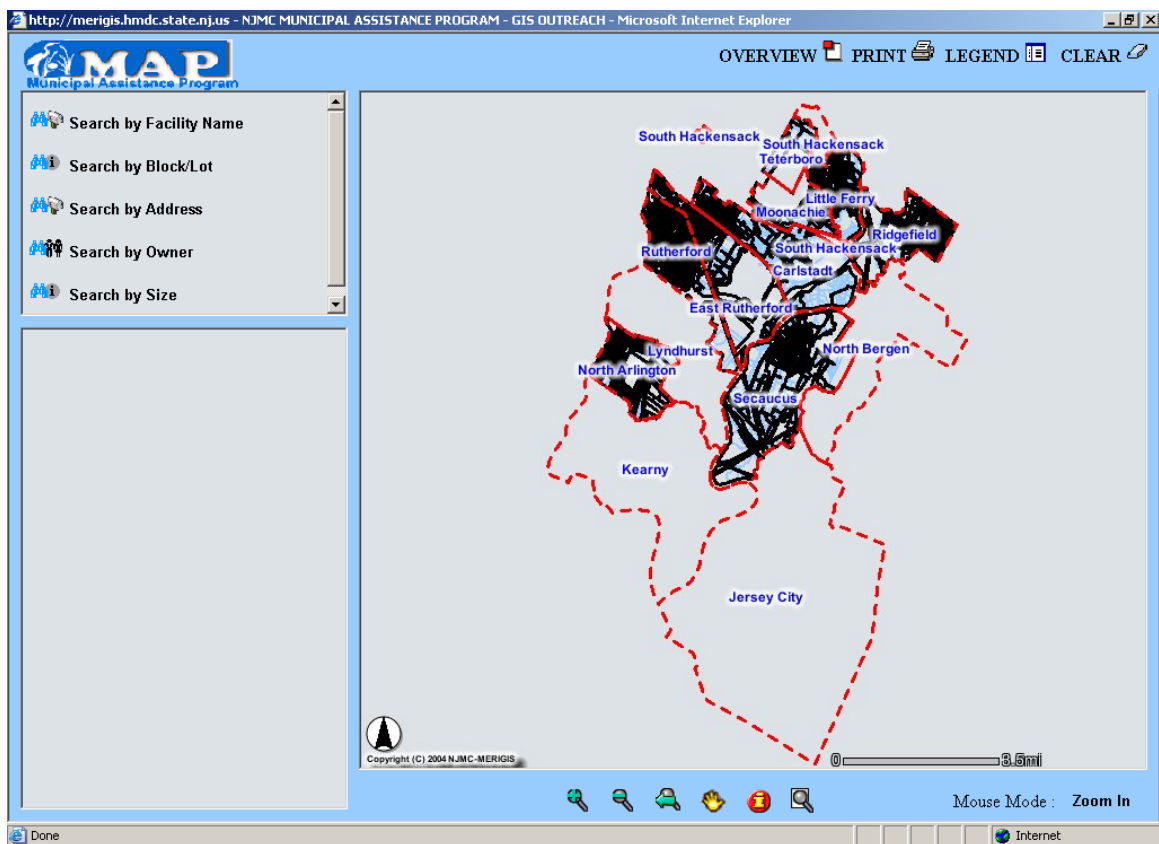 http://merigis.hmdc.state.nj.us - NJMC MUNICIPAL ASSISTANCE PROGRAM - GIS OUTREACH - Microsoft Internet Explorer
MAP
Municipal Assistance Program
OVERVIEW PRINT LEGEND CLEAR
Search by Facility Name
Search by Block/Lot
Search by Address
Search by Owner
Search by Size
South Hackensack
South Hackensack
Teterboro
Little Ferry
Moonachie
Ridgefield
South Hackensack
Rutherford
Carlstadt
East Rutherford
Lyndhurst
North Bergen
North Arlington
Secaucus
Kearny
Jersey City
Copyright (C) 2004 NJMC-MERIGIS
0 3.5mi
Mouse Mode : Zoom In
Done
Internet